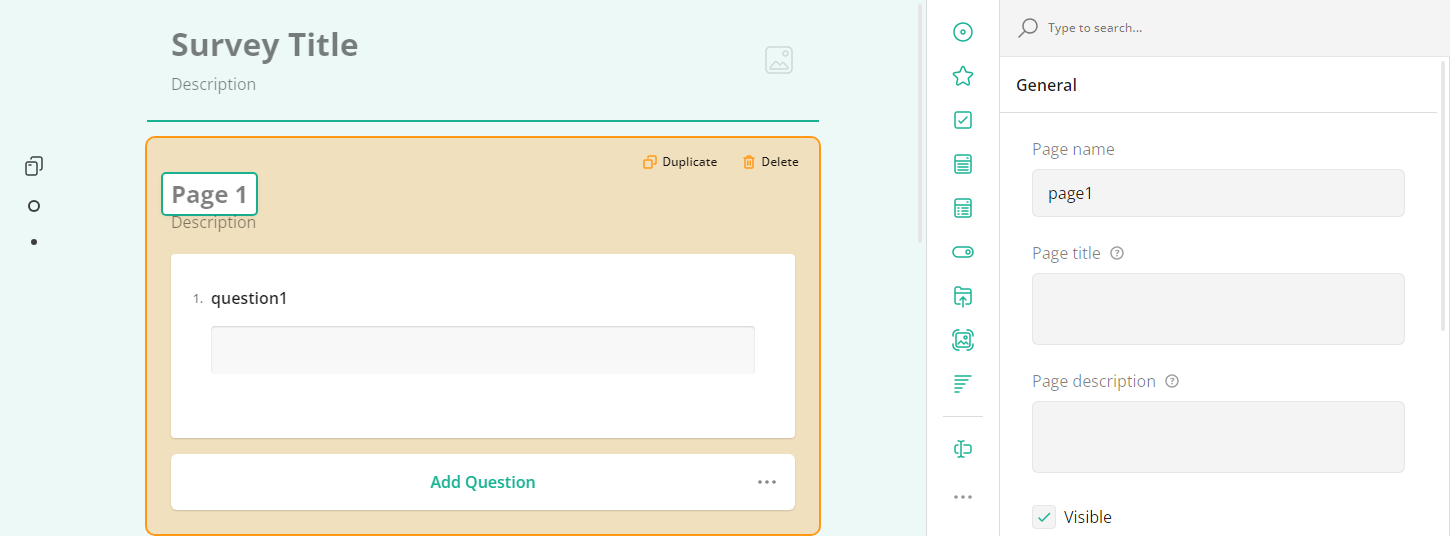 Survey Title
Description
Duplicate
Delete
Page 1
Description
1. question1
Add Question
Type to search...
General
Page name
page1
Page title
Page description
Visible